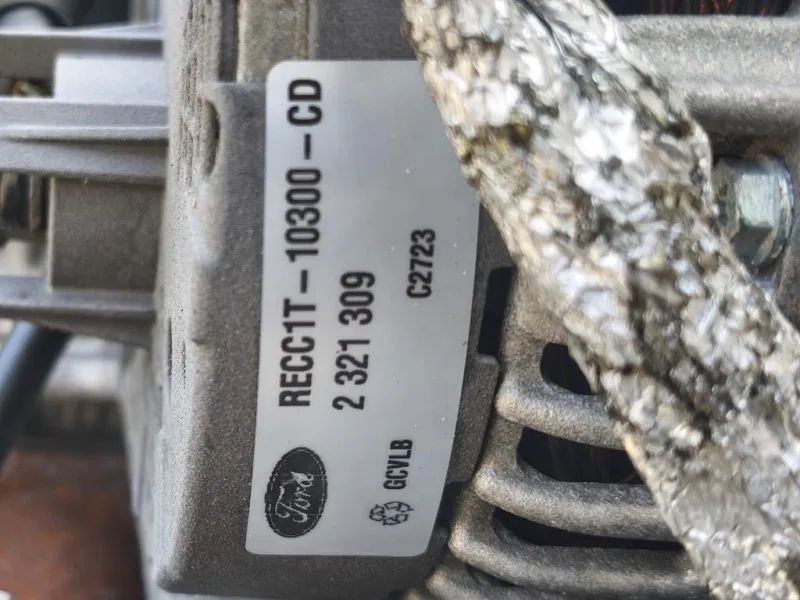 RECC1T-10300-CD
2 321 309
C2723
Ford
GCVLB